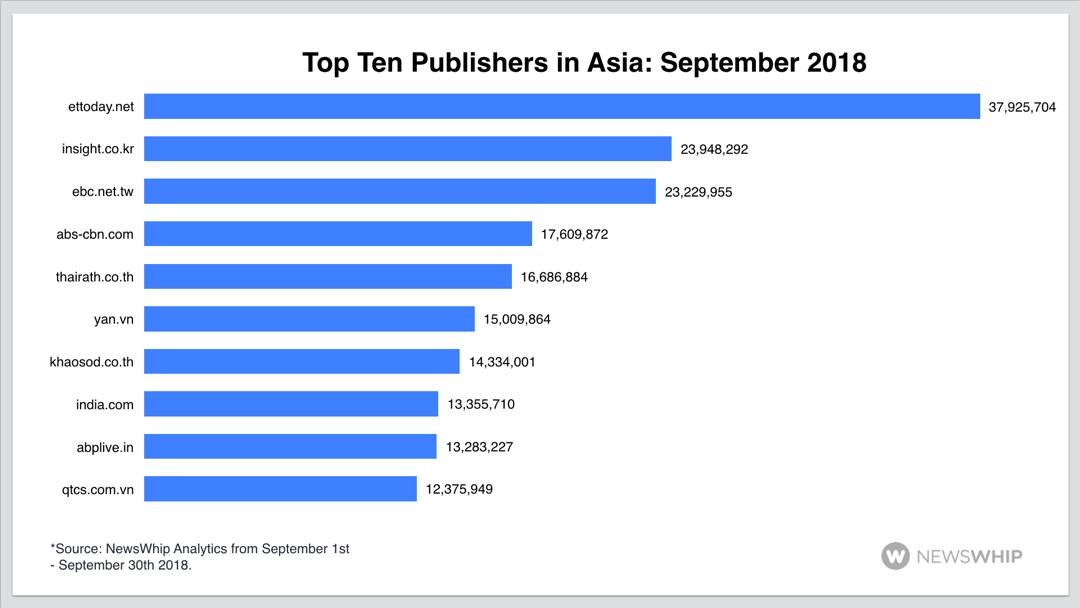 Top Ten Publishers in Asia: September 2018
ettoday.net 37,925,704
insight.co.kr 23,948,292
ebc.net.tw 23,229,955
abs-cbn.com 17,609,872
thairath.co.th 16,686,884
yan.vn 15,009,864
khaosod.co.th 14,334,001
india.com 13,355,710
abplive.in 13,283,227
qtcs.com.vn 12,375,949
*Source: NewsWhip Analytics from September 1st
- September 30th 2018.
W NEWSWHIP